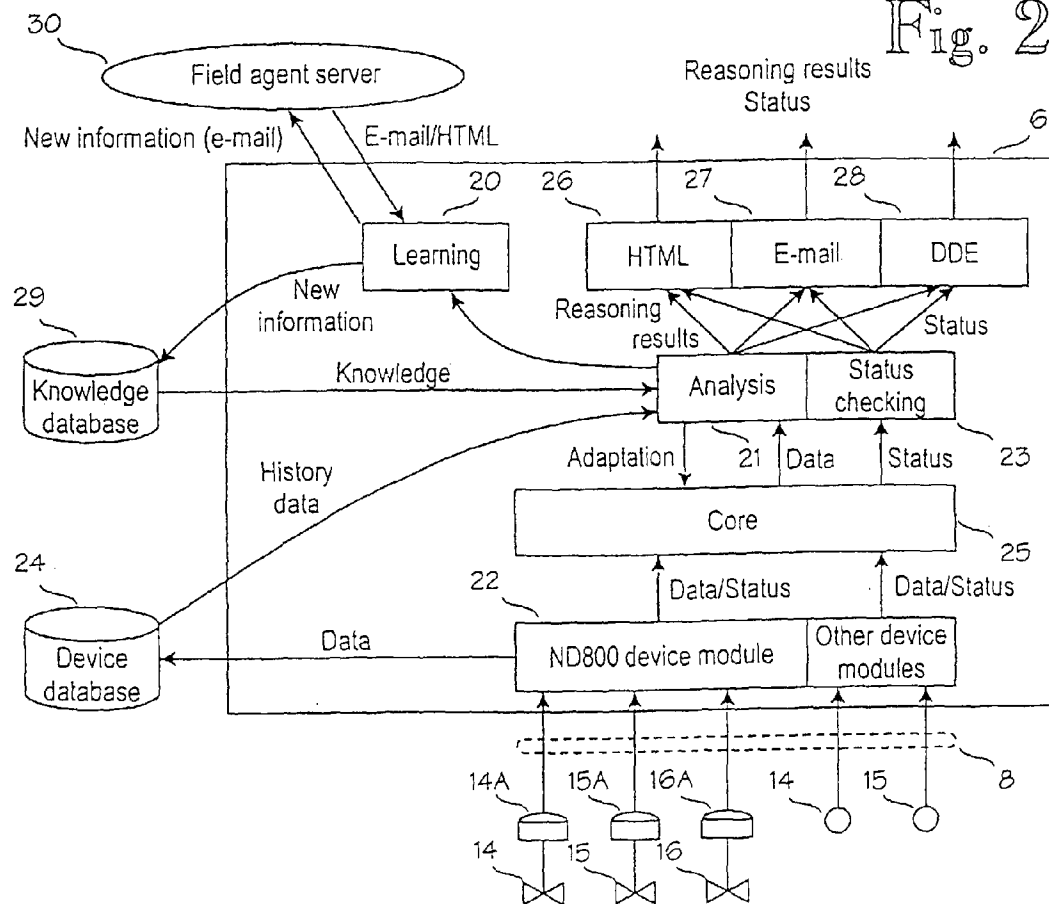 Fig. 2
30
Field agent server
Reasoning results
Status
New information (e-mail)
E-mail/HTML
6
20
26
27
28
Learning
HTML
E-mail
DDE
29
New
information
Reasoning
results
Status
Knowledge
database
Knowledge
Analysis
Status
checking
History
data
Adaptation
21
Data
Status
23
Core
24
22
25
Data/Status
Data/Status
Device
database
Data
ND800 device module
Other device
modules
8
14A
15A
16A
14
15
14
15
16